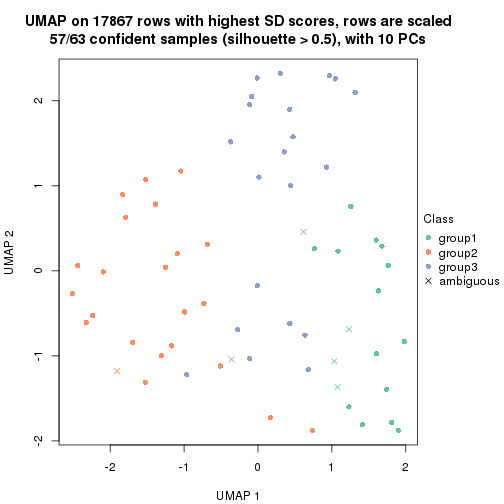 UMAP on 17867 rows with highest SD scores, rows are scaled
57/63 confident samples (silhouette > 0.5), with 10 PCs
2
1
0
-1
-2
UMAP 2
-2
-1
0
1
2
UMAP 1
Class
group1
group2
group3
ambiguous